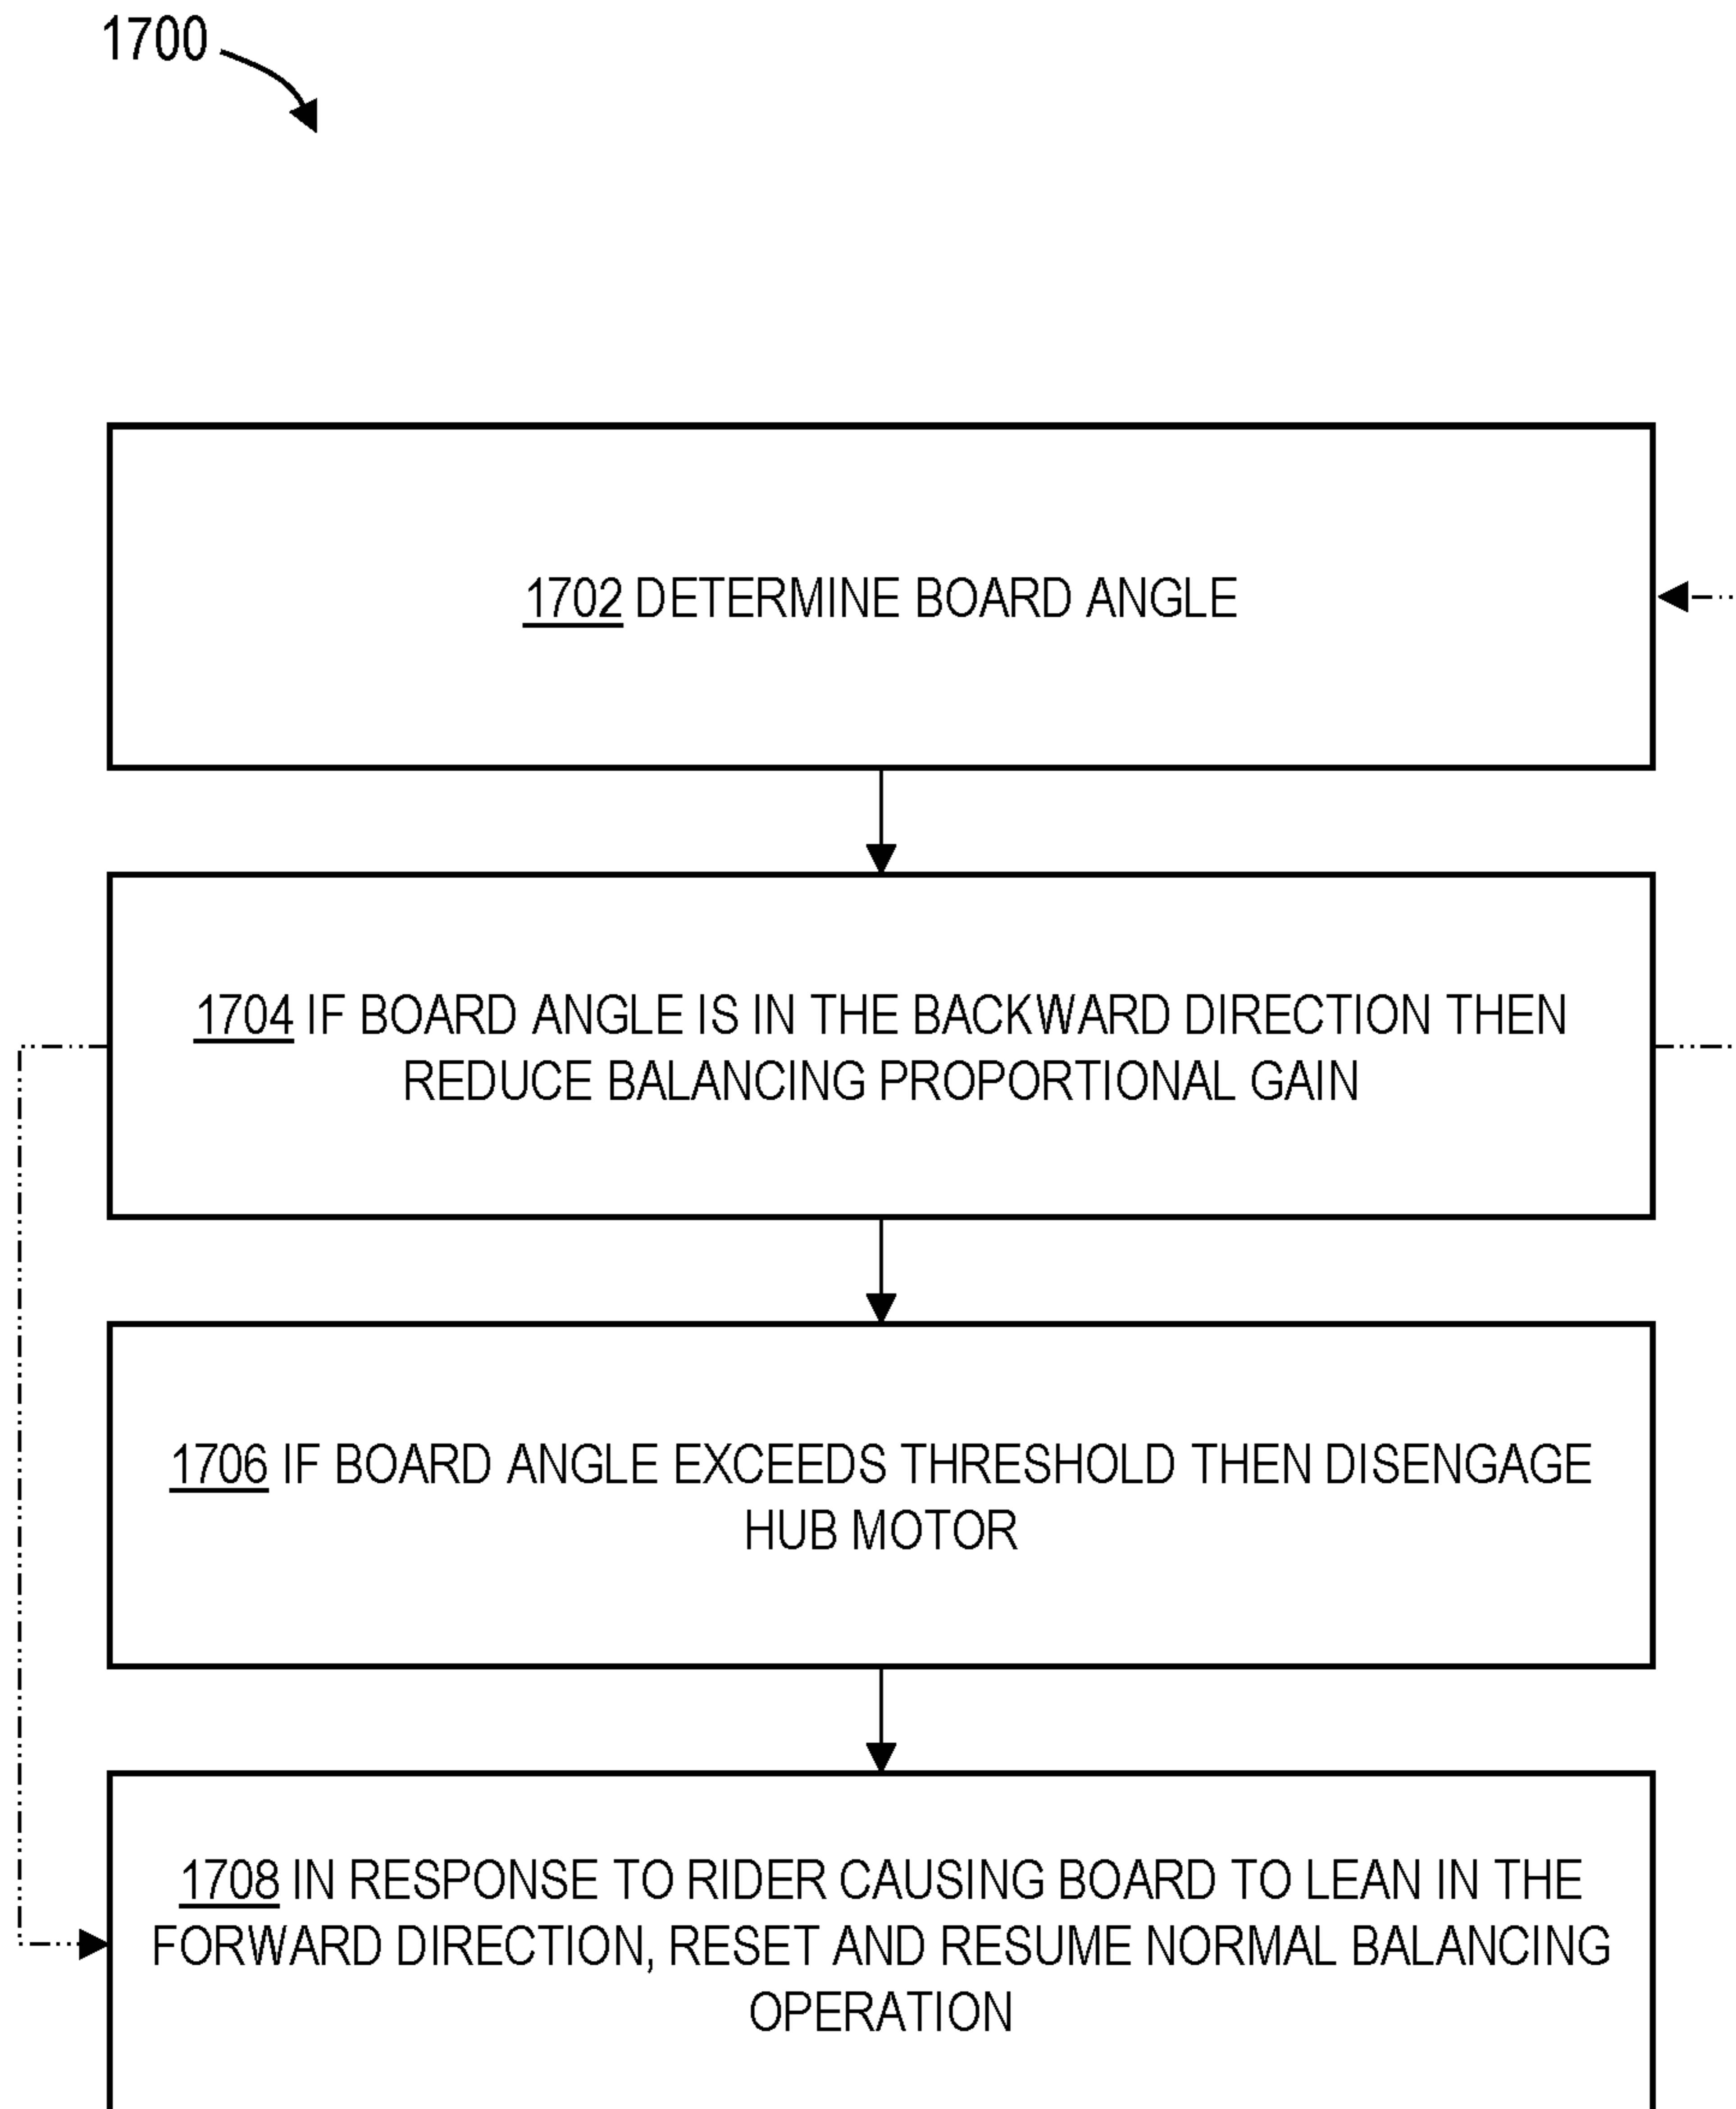 1700
1702 DETERMINE BOARD ANGLE
1704 IF BOARD ANGLE IS IN THE BACKWARD DIRECTION THEN
REDUCE BALANCING PROPORTIONAL GAIN
1706 IF BOARD ANGLE EXCEEDS THRESHOLD THEN DISENGAGE
HUB MOTOR
1708 IN RESPONSE TO RIDER CAUSING BOARD TO LEAN IN THE
FORWARD DIRECTION, RESET AND RESUME NORMAL BALANCING
OPERATION